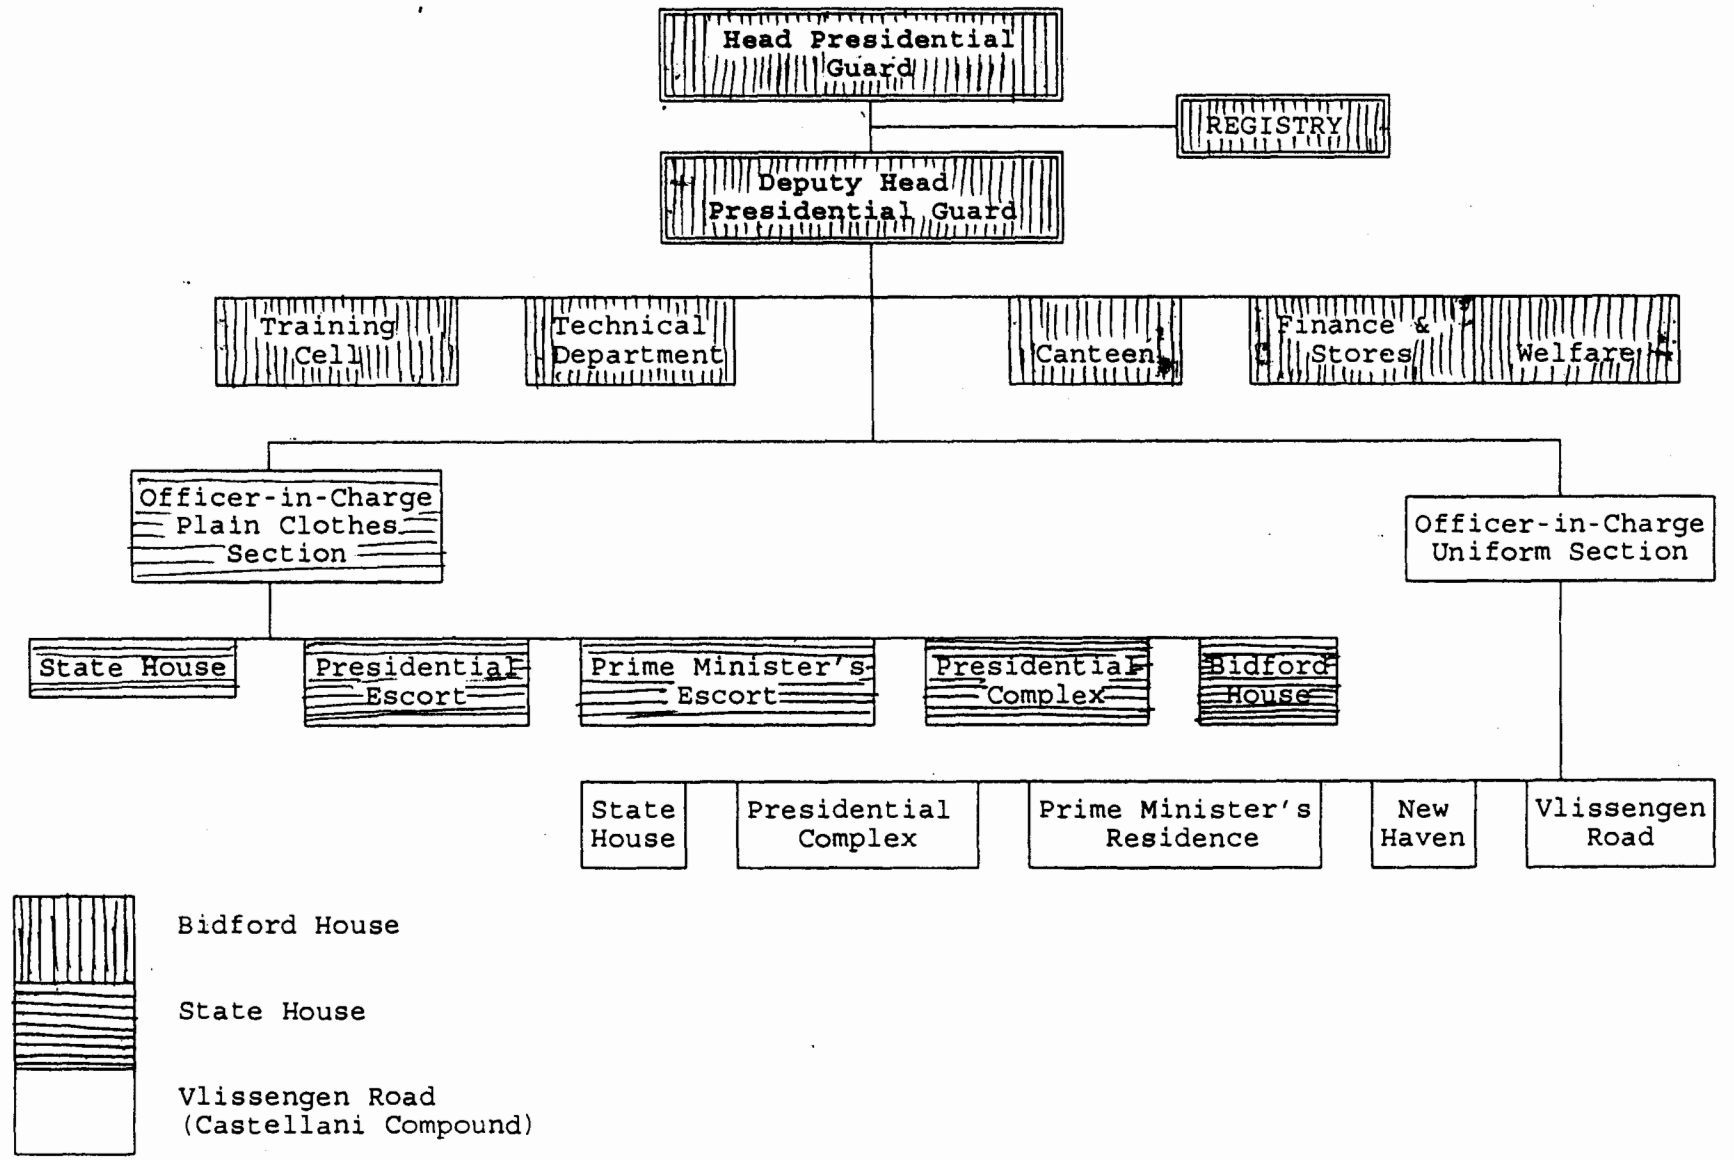 Head Presidential
Guard
REGISTRY
Deputy Head
Presidential Guard
Training
Cell
Technical
Department
Canteen
Finance &
Stores
Welfare
Officer-in-Charge
Plain Clothes
Section
Officer-in-Charge
Uniform Section
State House
Presidential
Escort
Prime Minister's
Escort
Presidential
Complex
Bidford
House
State
House
Presidential
Complex
Prime Minister's
Residence
New
Haven
Vlissengen
Road
Bidford House
State House
Vlissengen Road
(Castellani Compound)